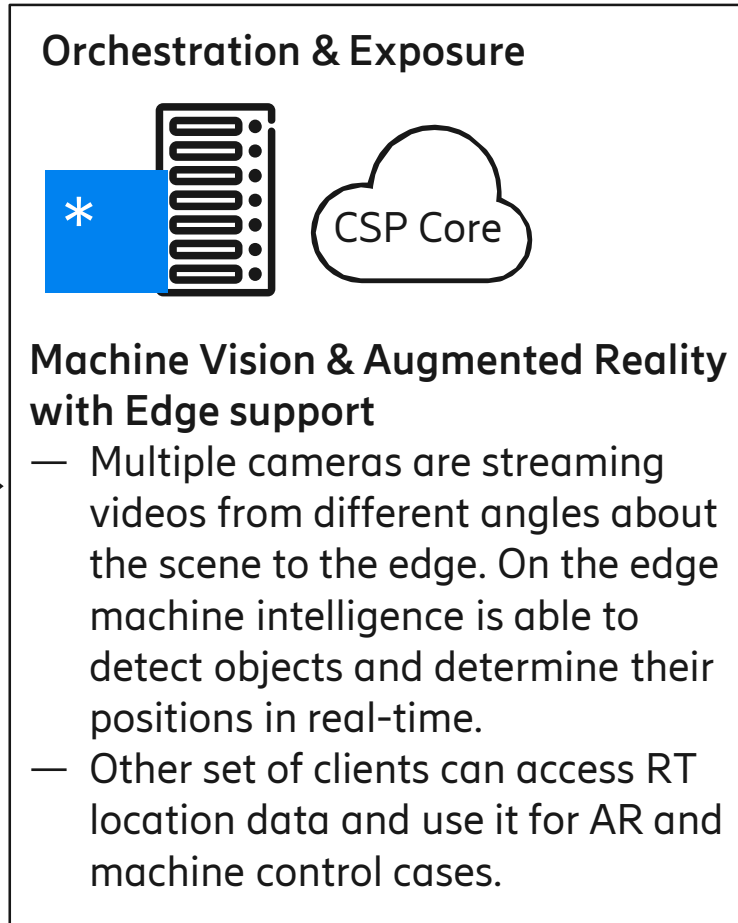 Orchestration & Exposure
*
CSP Core
Machine Vision & Augmented Reality
with Edge support
— Multiple cameras are streaming
videos from different angles about
the scene to the edge. On the edge
machine intelligence is able to
detect objects and determine their
positions in real-time.
— Other set of clients can access RT
location data and use it for AR and
machine control cases.